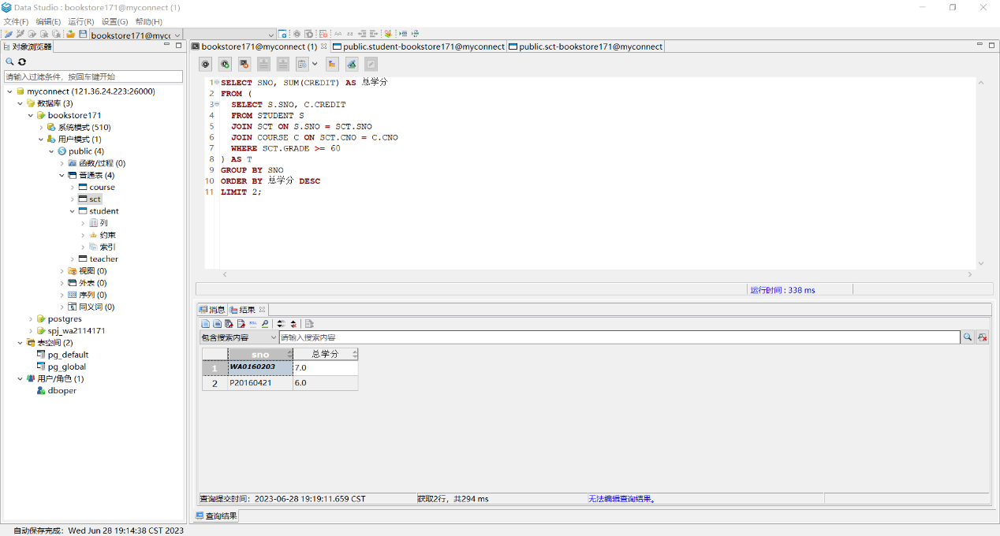 Data Studio : bookstore171@myconnect (1)
文件(F) 编辑(E) 运行(R) 设置(G) 帮助(H)
bookstore171@mycc
对象浏览器
bookstore171@myconnect (1)
public.student-bookstore171@myconnect
public.sct-bookstore171@myconnect
请输入过滤条件，按回车键开始
myconnect (121.36.24.223:26000)
数据库 (3)
bookstore171
系统模式 (510)
用户模式 (1)
public (4)
函数/过程 (0)
普通表 (4)
course
sct
student
列
约束
索引
teacher
视图 (0)
外表 (0)
序列 (0)
同义词 (0)
postgres
spj_wa2114171
表空间 (2)
pg_default
pg_global
用户/角色 (1)
dboper
1 SELECT SNO, SUM(CREDIT) AS 总学分
2 FROM (
3 SELECT S.SNO, C.CREDIT
4 FROM STUDENT S
5 JOIN SCT ON S.SNO = SCT.SNO
6 JOIN COURSE C ON SCT.CNO = C.CNO
7 WHERE SCT.GRADE >= 60
8 ) AS T
9 GROUP BY SNO
10 ORDER BY 总学分 DESC
11 LIMIT 2;
运行时间 : 338 ms
消息 结果
包含搜索内容 请输入搜索内容
sno 总学分
1 WA0160203 7.0
2 P20160421 6.0
查询提交时间： 2023-06-28 19:19:11.659 CST 获取2行，共294 ms 无法编辑查询结果。
查询结果
自动保存完成：Wed Jun 28 19:14:38 CST 2023